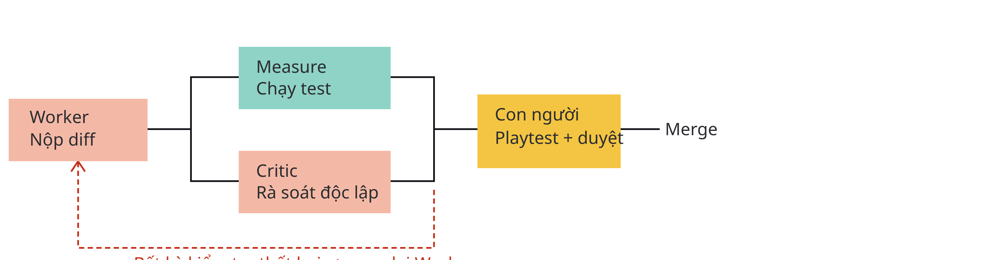 Measure
Chạy test
Worker
Nộp diff
Con người
Playtest + duyệt
Merge
Critic
Rà soát độc lập